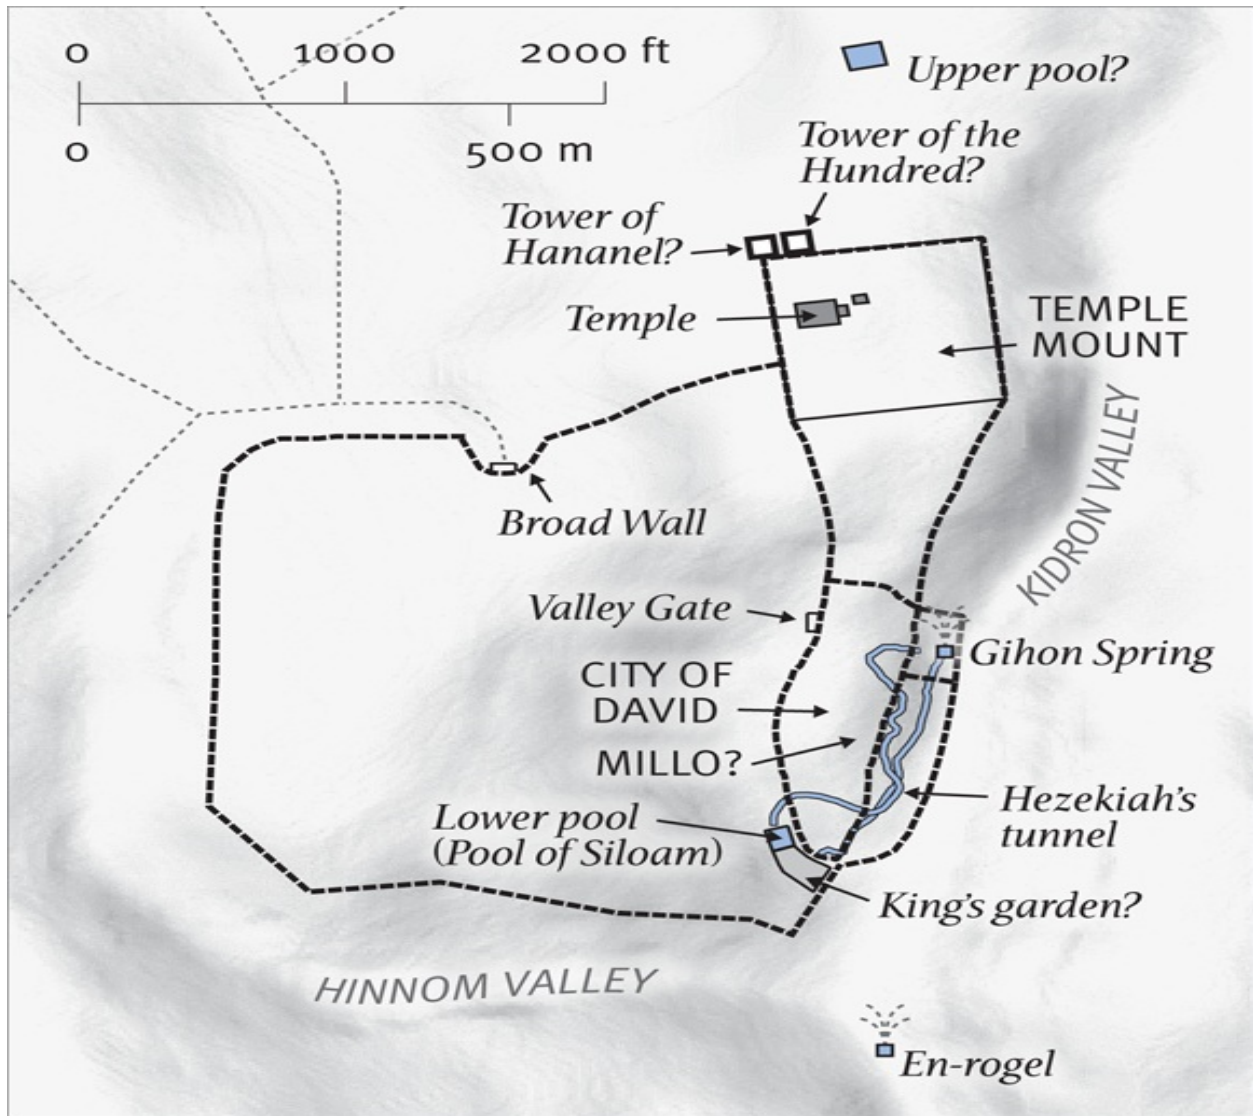 0 1000 2000 ft
0 500 m
Upper pool?
Tower of the
Hundred?
Tower of
Hananel?
Temple
TEMPLE
MOUNT
KIDRON VALLEY
Broad Wall
Valley Gate
Gihon Spring
CITY OF
DAVID
MILLO?
Hezekiah's
tunnel
Lower pool
(Pool of Siloam)
King's garden?
HINNOM VALLEY
En-rogel